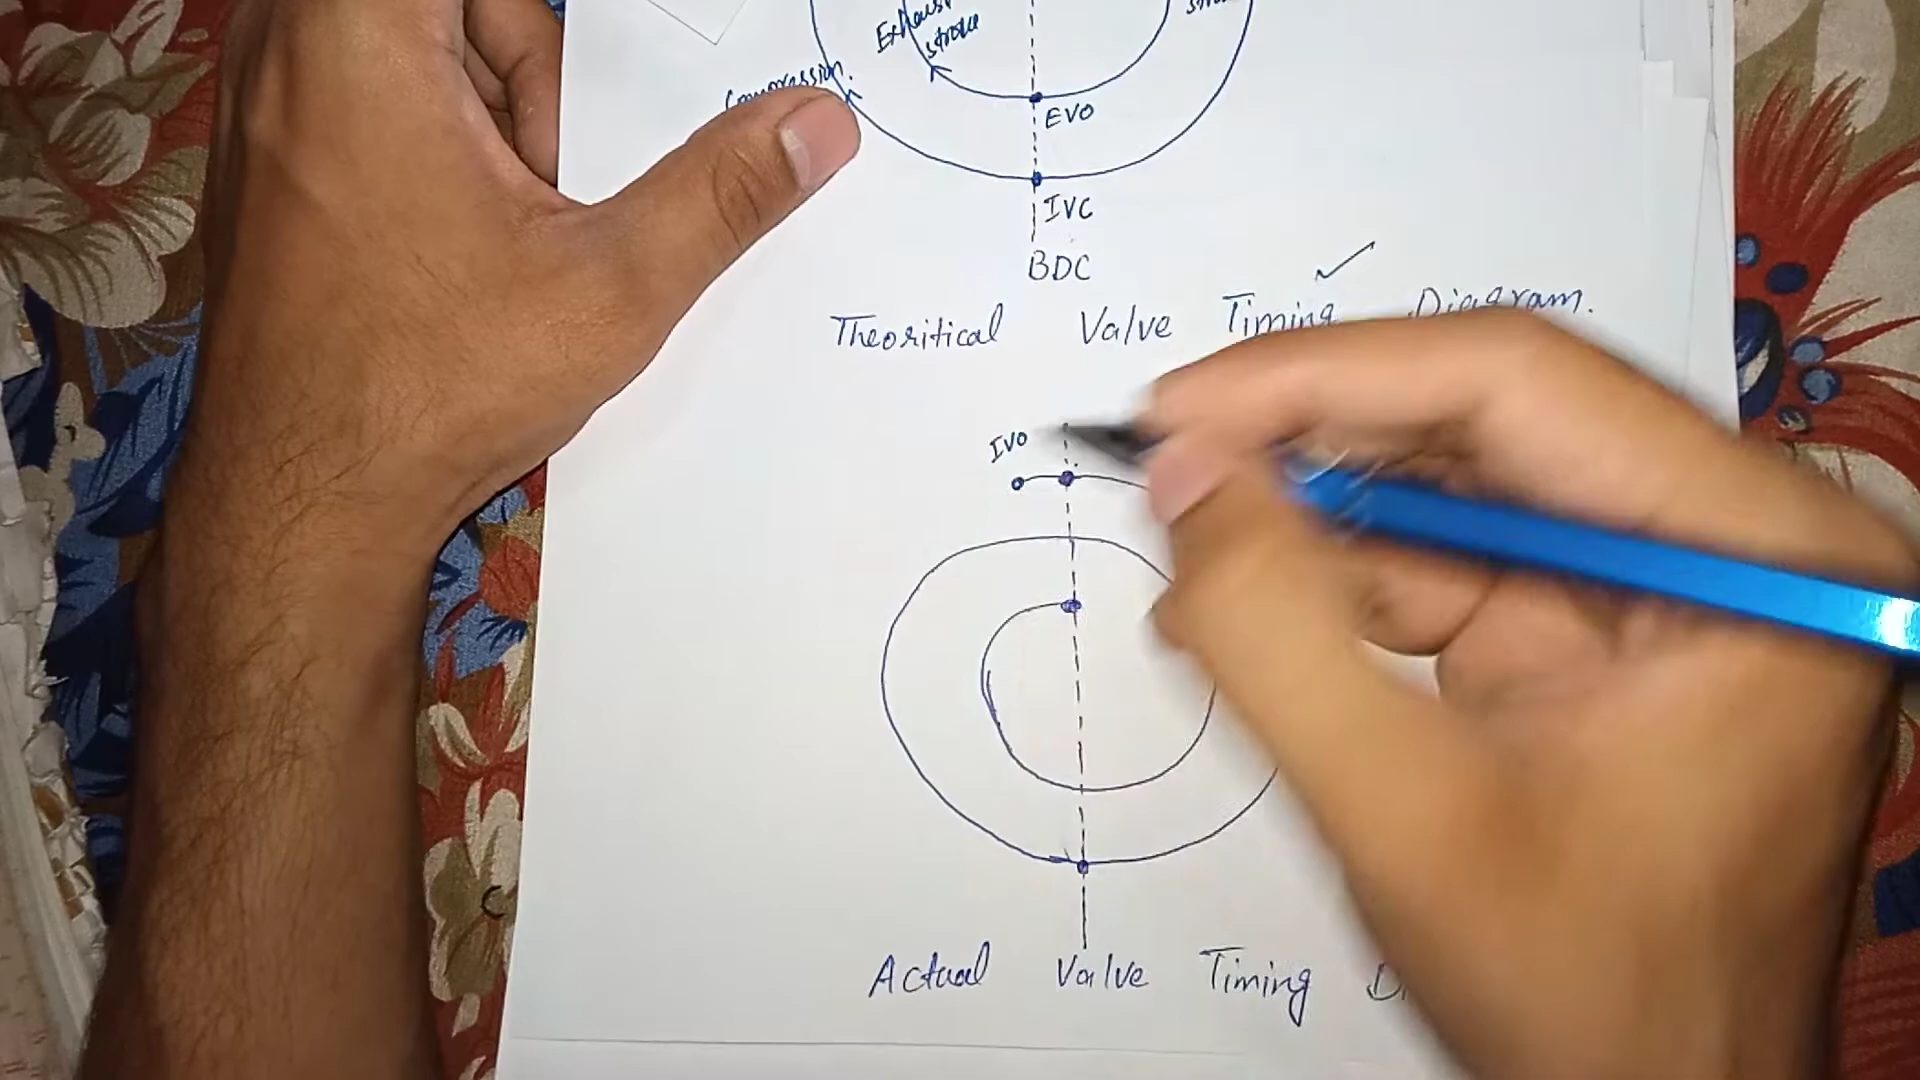 Exhaust
stroke
Compression.
EVO
IVC
BDC
Theoritical Valve Timing Diagram.
IVO
Actual Valve Timing